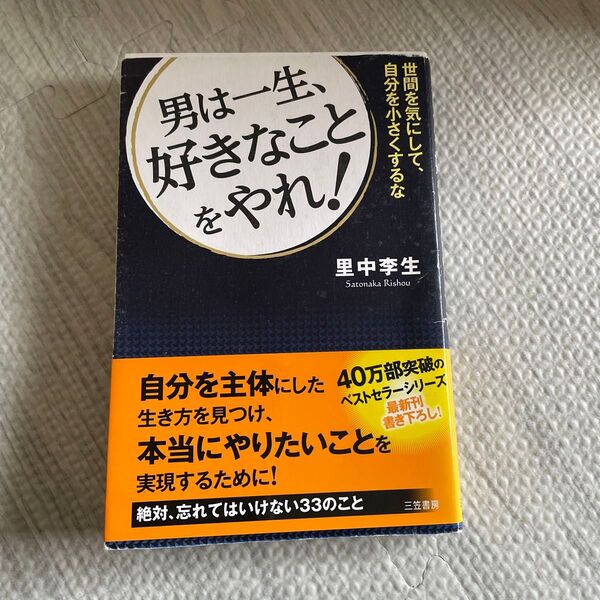 世間を気にして、
自分を小さくするな
男は一生、
好きなこと
をやれ!
里中李生
Satonaka Rishou
自分を主体にした
生き方を見つけ、
本当にやりたいことを
実現するために!
40万部突破の
ベストセラーシリーズ
最新刊
書き下ろし!
絶対、忘れてはいけない33のこと
三笠書房